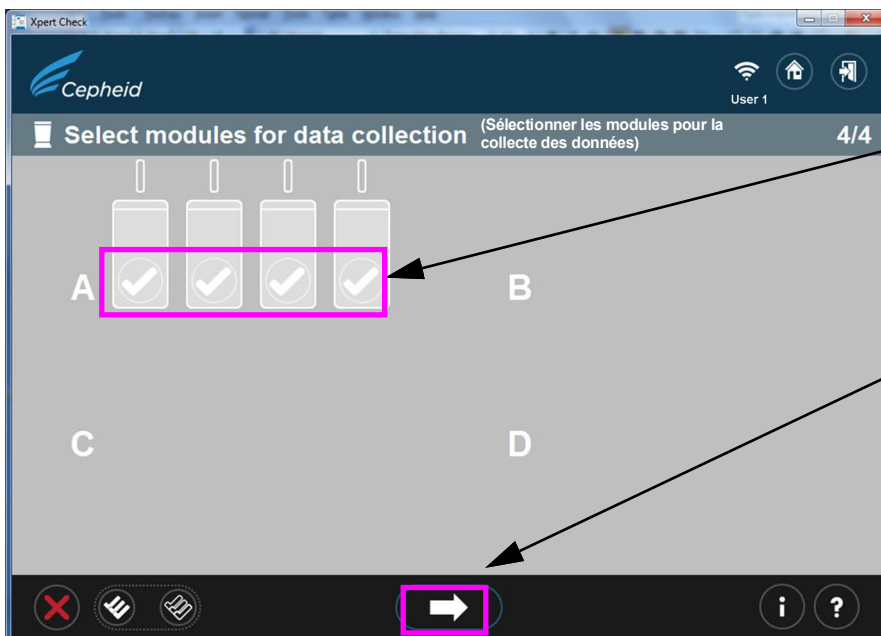 Xpert Check
Cepheid
User 1
Select modules for data collection (Sélectionner les modules pour la
collecte des données) 4/4
A B
C D
i ?